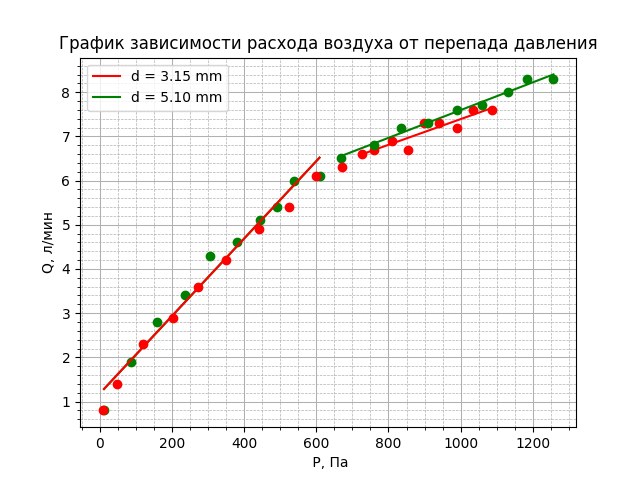 График зависимости расхода воздуха от перепада давления
d = 3.15 mm
d = 5.10 mm
8
7
6
5
4
3
2
1
Q, л/мин
0 200 400 600 800 1000 1200
P, Па